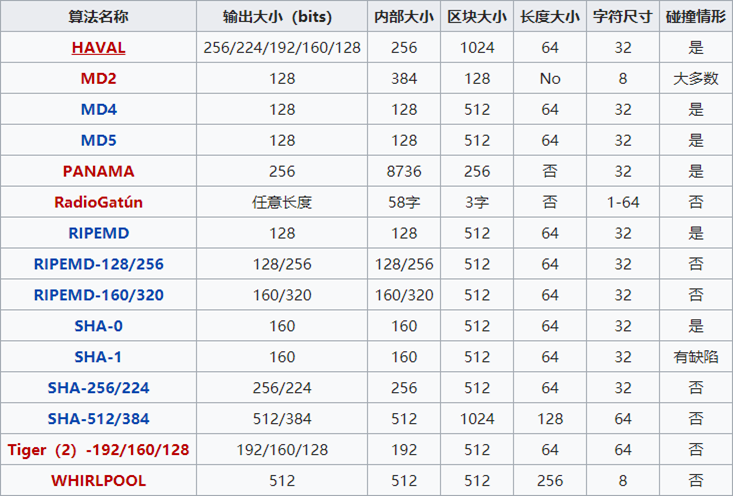 算法名称 输出大小（bits） 内部大小 区块大小 长度大小 字符尺寸 碰撞情形
HAVAL 256/224/192/160/128 256 1024 64 32 是
MD2 128 384 128 No 8 大多数
MD4 128 128 512 64 32 是
MD5 128 128 512 64 32 是
PANAMA 256 8736 256 否 32 是
RadioGatún 任意长度 58字 3字 否 1-64 否
RIPEMD 128 128 512 64 32 是
RIPEMD-128/256 128/256 128/256 512 64 32 否
RIPEMD-160/320 160/320 160/320 512 64 32 否
SHA-0 160 160 512 64 32 是
SHA-1 160 160 512 64 32 有缺陷
SHA-256/224 256/224 256 512 64 32 否
SHA-512/384 512/384 512 1024 128 64 否
Tiger（2）-192/160/128 192/160/128 192 512 64 64 否
WHIRLPOOL 512 512 512 256 8 否